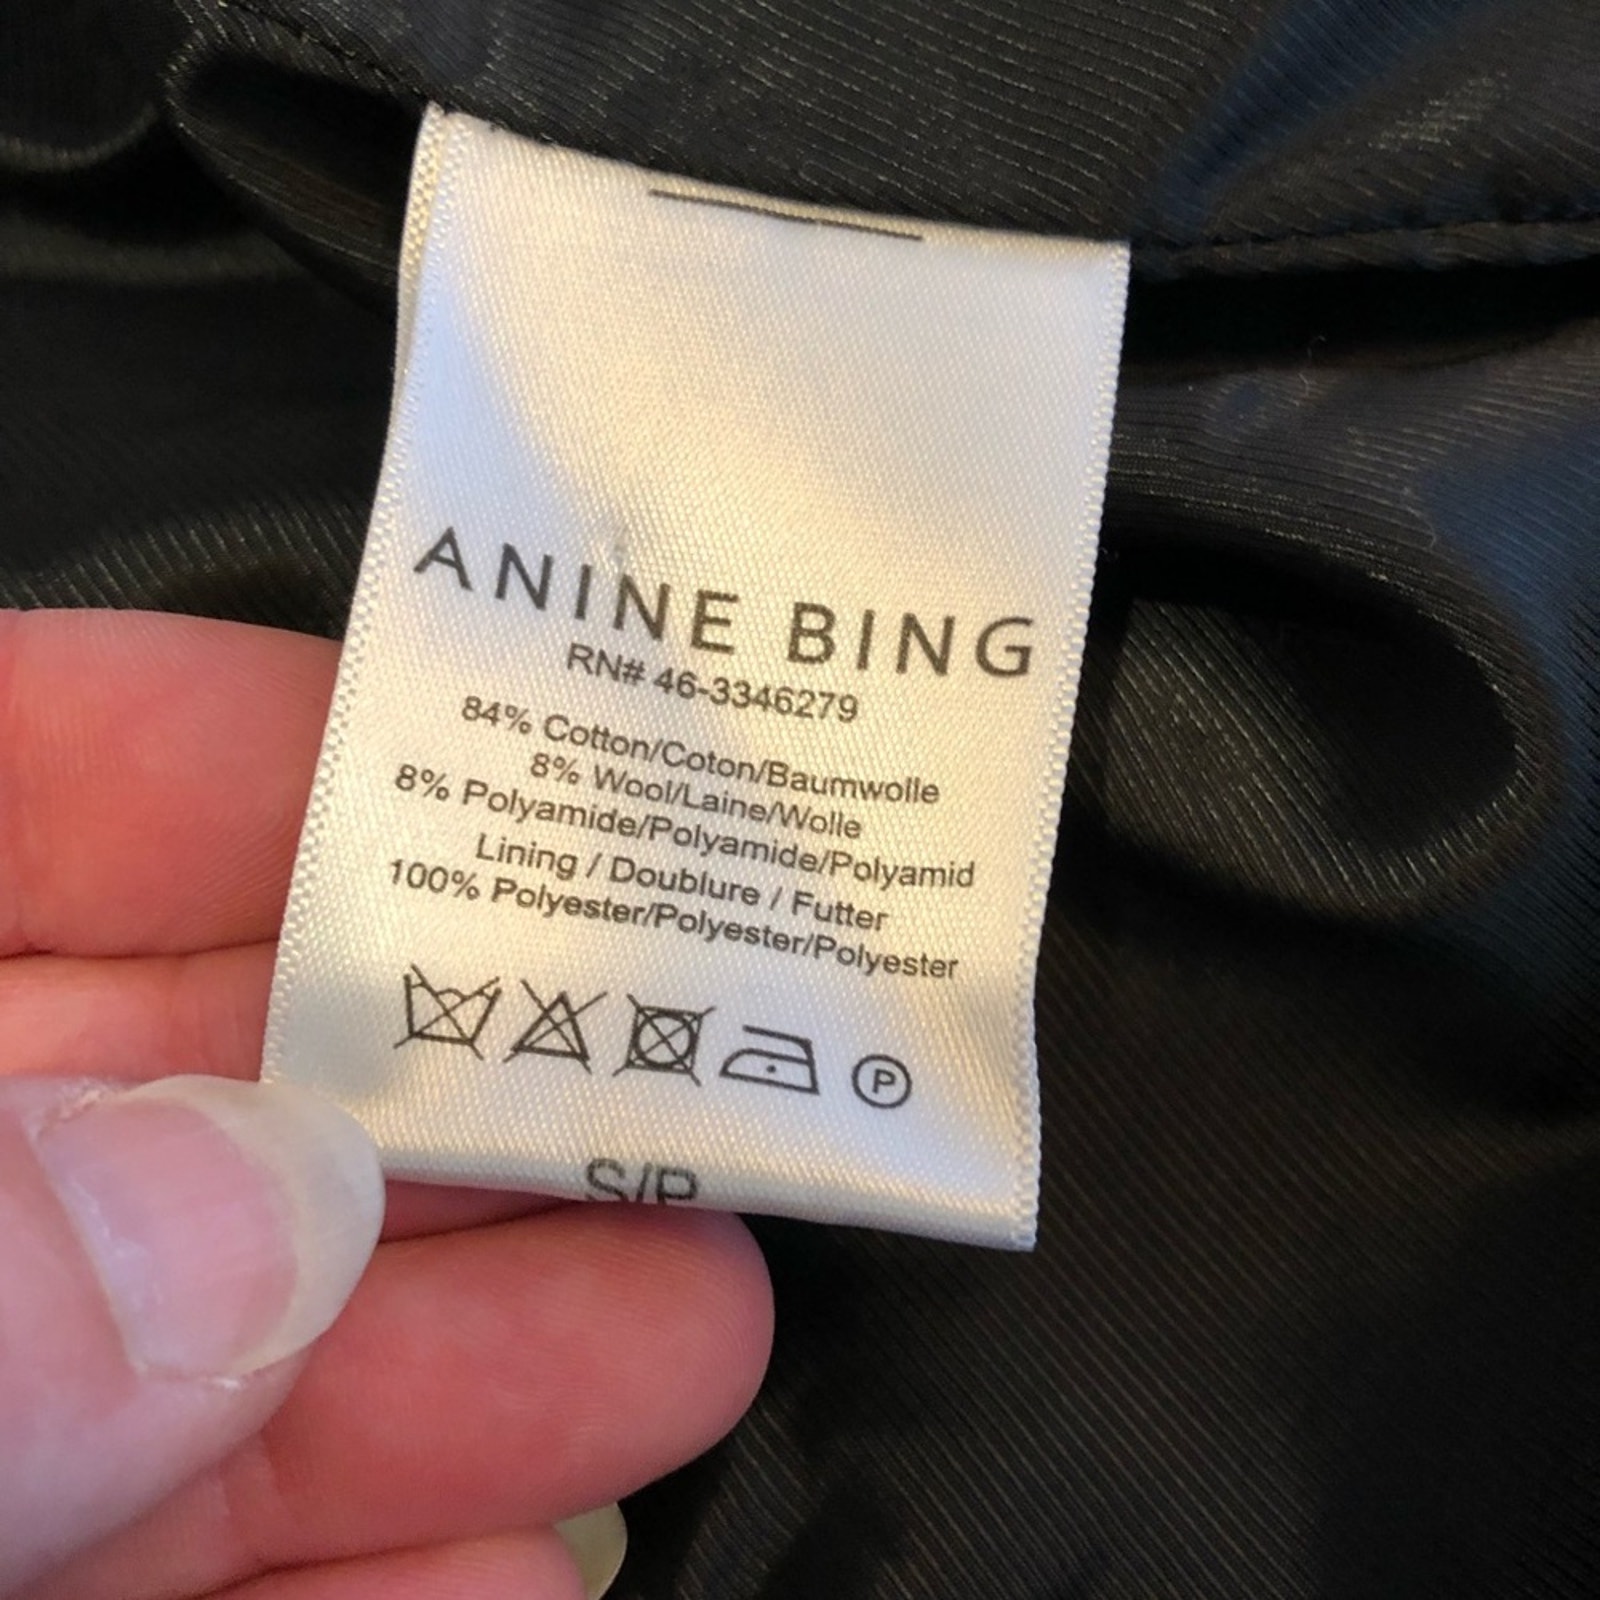 ANINE BING
RN# 46-3346279
84% Cotton/Coton/Baumwolle
8% Wool/Laine/Wolle
8% Polyamide/Polyamide/Polyamid
Lining / Doublure / Futter
100% Polyester/Polyester/Polyester
P
S/P